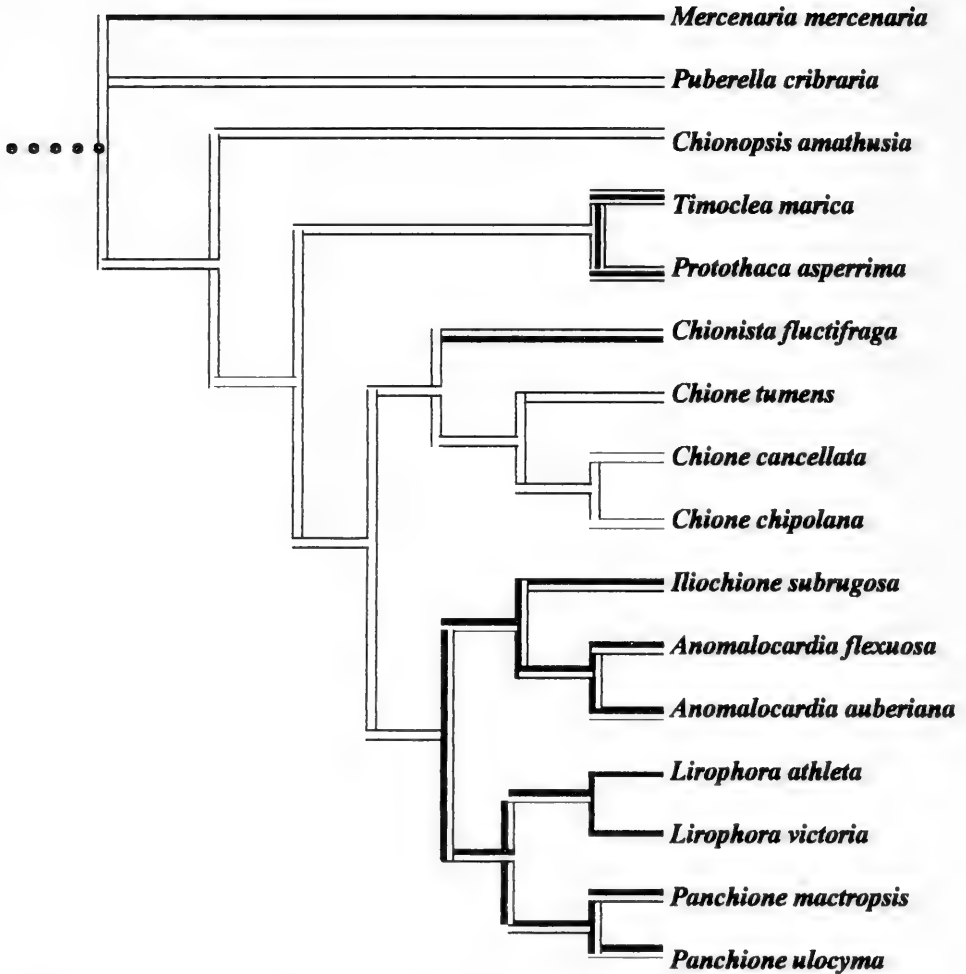 Mercenaria mercenaria
Puberella cribraria
Chionopsis amathusia
Timoclea marica
Protothaca asperrima
Chionista fluctifraga
Chione tumens
Chione cancellata
Chione chipolana
Iliochione subrugosa
Anomalocardia flexuosa
Anomalocardia auberiana
Lirophora athleta
Lirophora victoria
Panchione mactropsis
Panchione ulocyma